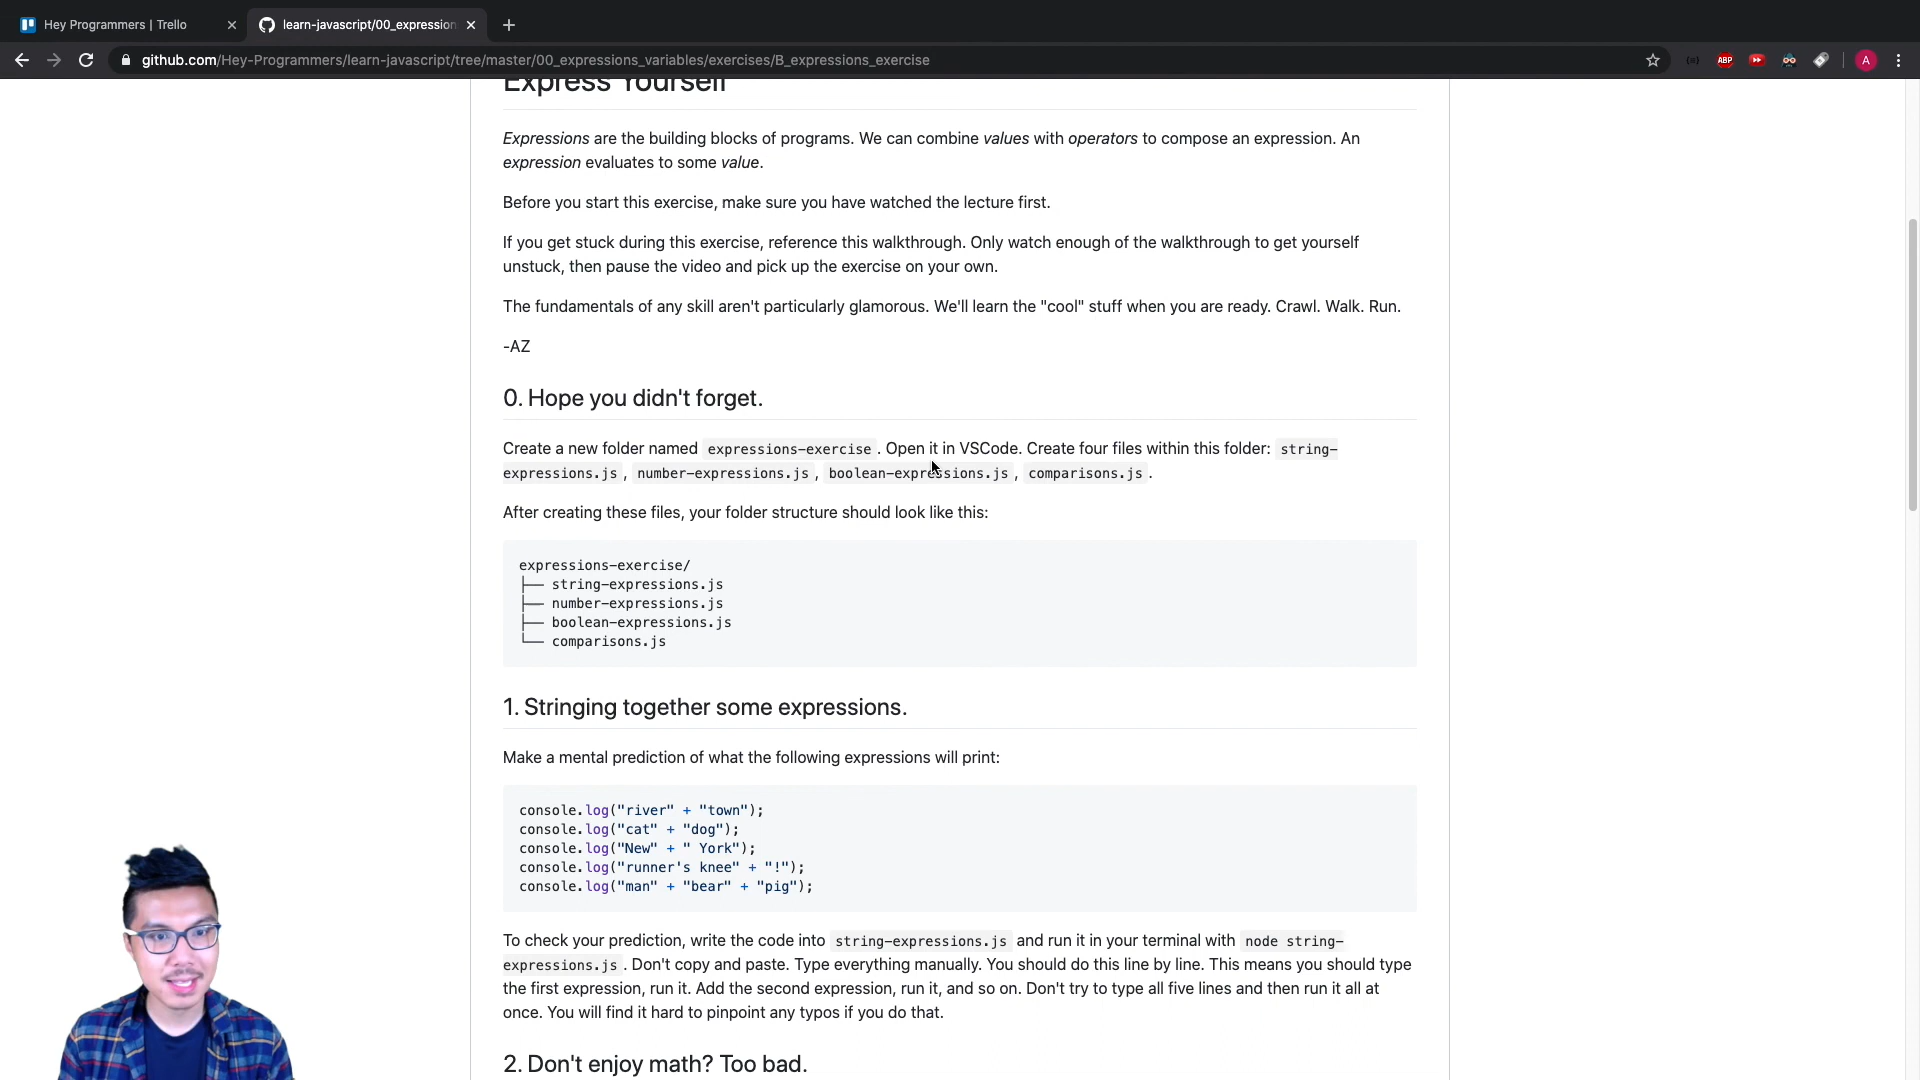 Hey Programmers | Trello
learn-javascript/00_expression
github.com/Hey-Programmers/learn-javascript/tree/master/00_expressions_variables/exercises/B_expressions_exercise
ABP
A
Express Yourself
Expressions are the building blocks of programs. We can combine values with operators to compose an expression. An
expression evaluates to some value.
Before you start this exercise, make sure you have watched the lecture first.
If you get stuck during this exercise, reference this walkthrough. Only watch enough of the walkthrough to get yourself
unstuck, then pause the video and pick up the exercise on your own.
The fundamentals of any skill aren't particularly glamorous. We'll learn the "cool" stuff when you are ready. Crawl. Walk. Run.
-AZ
0. Hope you didn't forget.
Create a new folder named expressions-exercise . Open it in VSCode. Create four files within this folder: string-
expressions.js , number-expressions.js , boolean-expressions.js , comparisons.js .
After creating these files, your folder structure should look like this:
expressions-exercise/
├── string-expressions.js
├── number-expressions.js
├── boolean-expressions.js
└── comparisons.js
1. Stringing together some expressions.
Make a mental prediction of what the following expressions will print:
console.log("river" + "town");
console.log("cat" + "dog");
console.log("New" + " York");
console.log("runner's knee" + "!");
console.log("man" + "bear" + "pig");
To check your prediction, write the code into string-expressions.js and run it in your terminal with node string-
expressions.js . Don't copy and paste. Type everything manually. You should do this line by line. This means you should type
the first expression, run it. Add the second expression, run it, and so on. Don't try to type all five lines and then run it all at
once. You will find it hard to pinpoint any typos if you do that.
2. Don't enjoy math? Too bad.